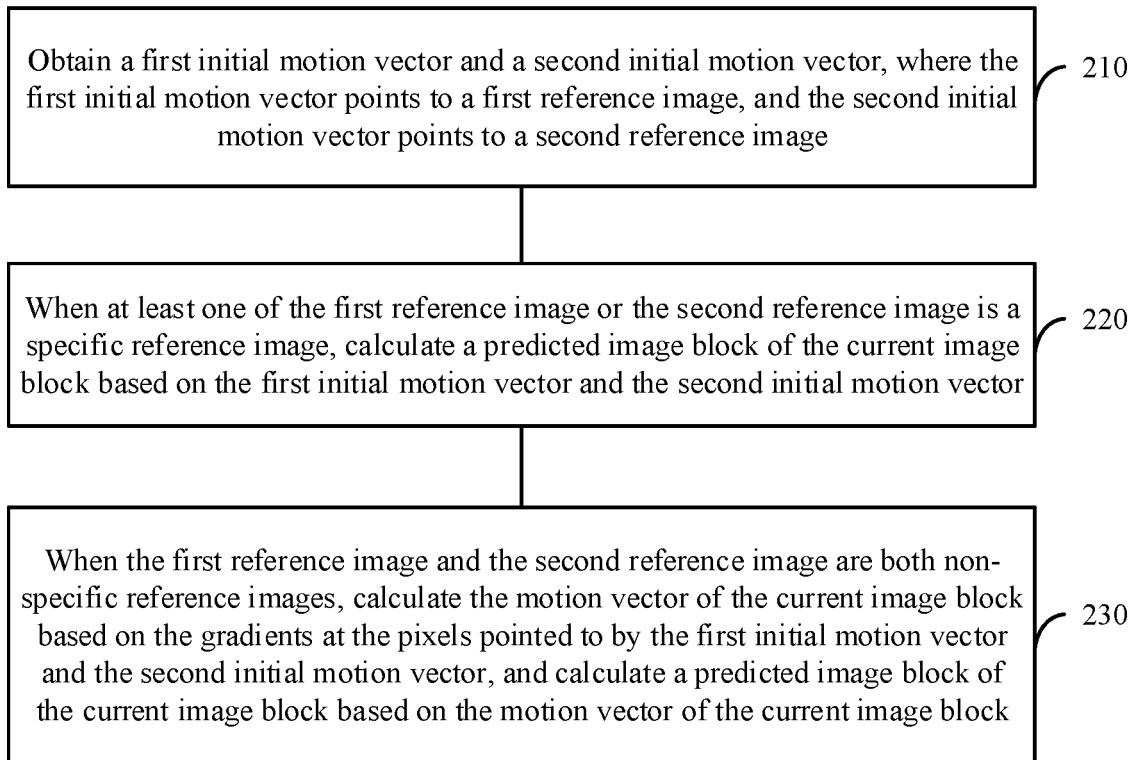 Obtain a first initial motion vector and a second initial motion vector, where the
first initial motion vector points to a first reference image, and the second initial
motion vector points to a second reference image
210
When at least one of the first reference image or the second reference image is a
specific reference image, calculate a predicted image block of the current image
block based on the first initial motion vector and the second initial motion vector
220
When the first reference image and the second reference image are both non-
specific reference images, calculate the motion vector of the current image block
based on the gradients at the pixels pointed to by the first initial motion vector
and the second initial motion vector, and calculate a predicted image block of
the current image block based on the motion vector of the current image block
230